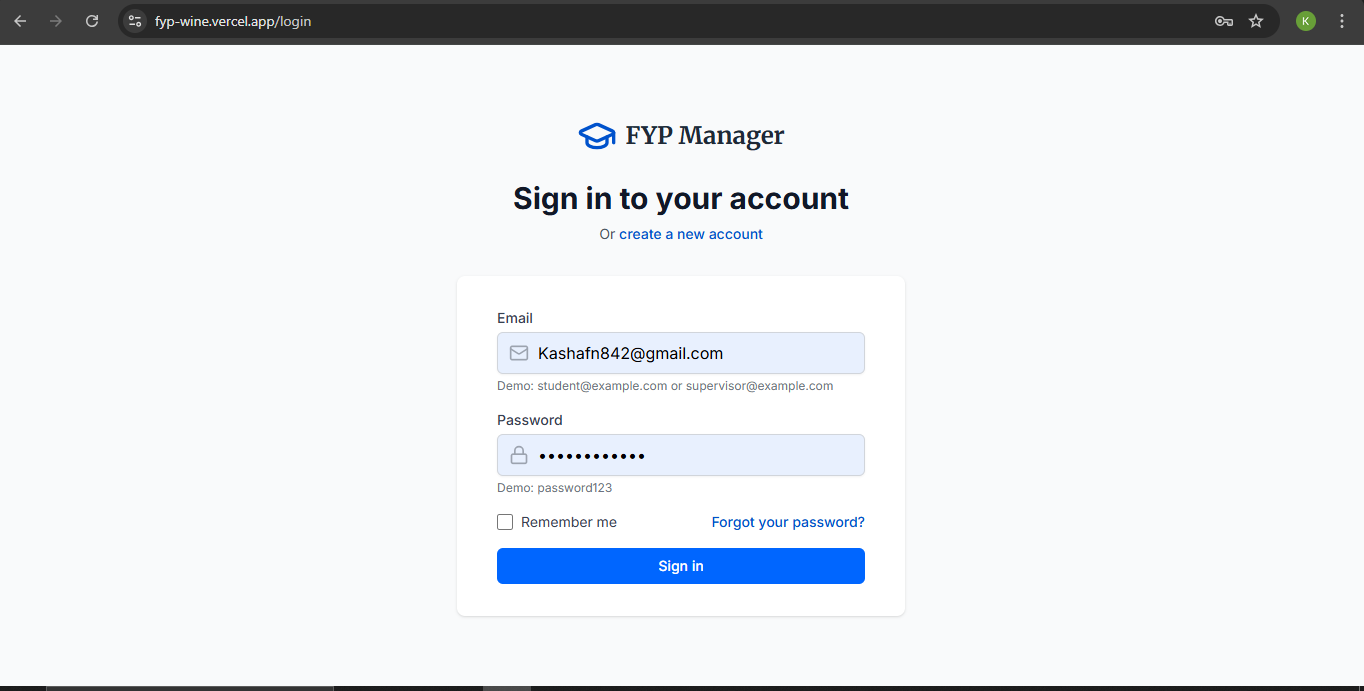 fyp-wine.vercel.app/login
K
FYP Manager
Sign in to your account
Or create a new account
Email
Kashafn842@gmail.com
Demo: student@example.com or supervisor@example.com
Password
••••••••••••
Demo: password123
Remember me Forgot your password?
Sign in